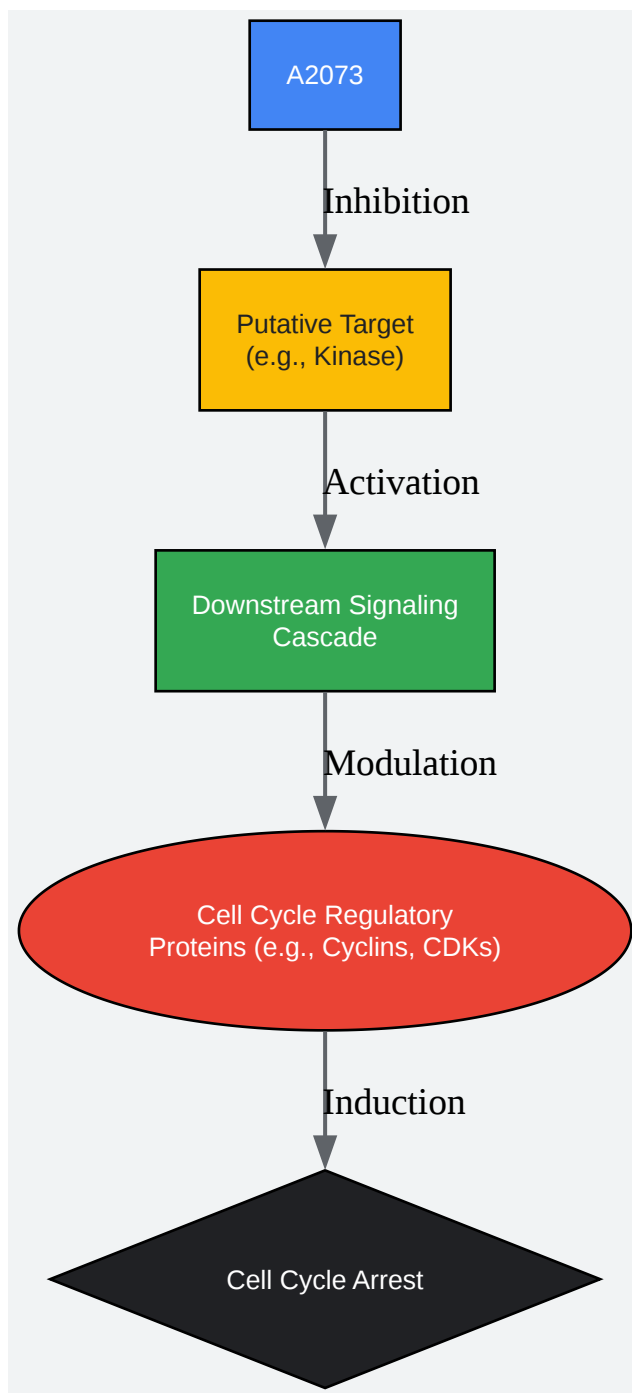 A2073
Inhibition
Putative Target
(e.g., Kinase)
Activation
Downstream Signaling
Cascade
Modulation
Cell Cycle Regulatory
Proteins (e.g., Cyclins, CDKs)
Induction
Cell Cycle Arrest